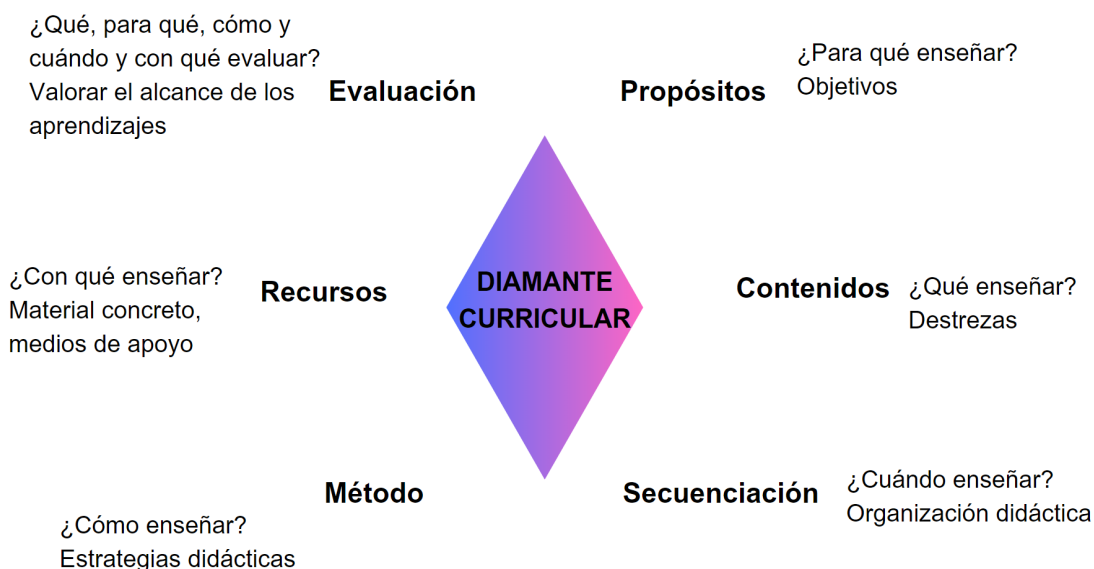 ¿Qué, para qué, cómo y
cuándo y con qué evaluar?
Valorar el alcance de los
aprendizajes
Evaluación
Propósitos
¿Para qué enseñar?
Objetivos
¿Con qué enseñar?
Material concreto,
medios de apoyo
Recursos
DIAMANTE
CURRICULAR
Contenidos
¿Qué enseñar?
Destrezas
Método
¿Cómo enseñar?
Estrategias didácticas
Secuenciación
¿Cuándo enseñar?
Organización didáctica